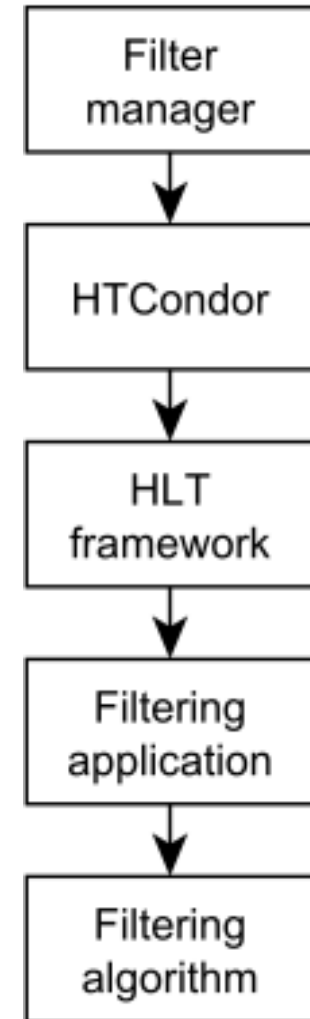 Filter
manager
HTCondor
HLT
framework
Filtering
application
Filtering
algorithm